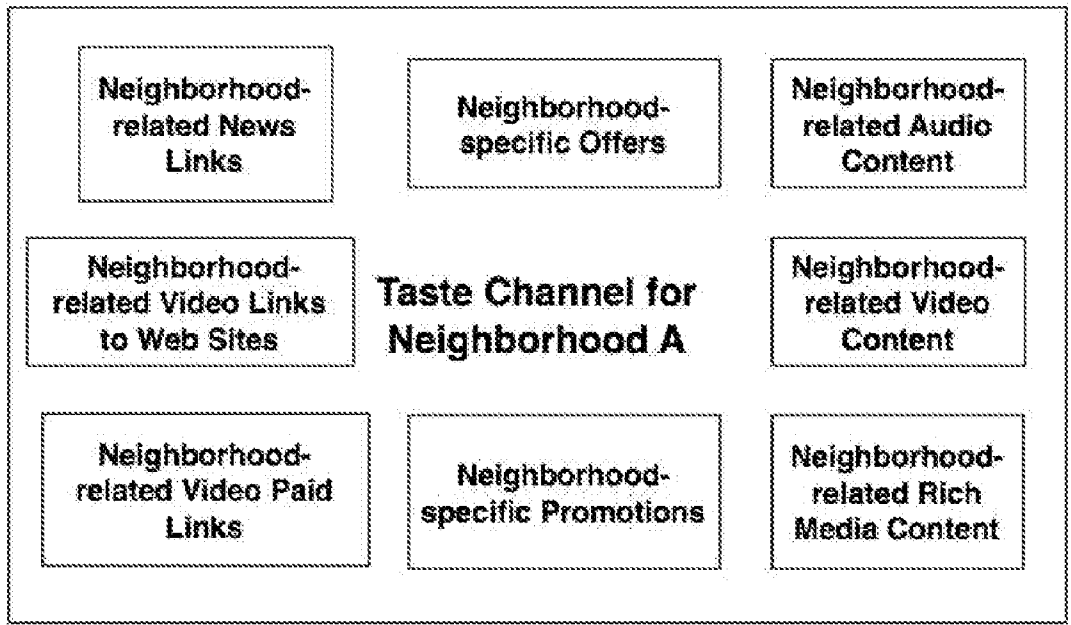 Neighborhood-
related News
Links
Neighborhood-
specific Offers
Neighborhood-
related Audio
Content
Neighborhood-
related Video Links
to Web Sites
Taste Channel for
Neighborhood A
Neighborhood-
related Video
Content
Neighborhood-
related Video Paid
Links
Neighborhood-
specific Promotions
Neighborhood-
related Rich
Media Content